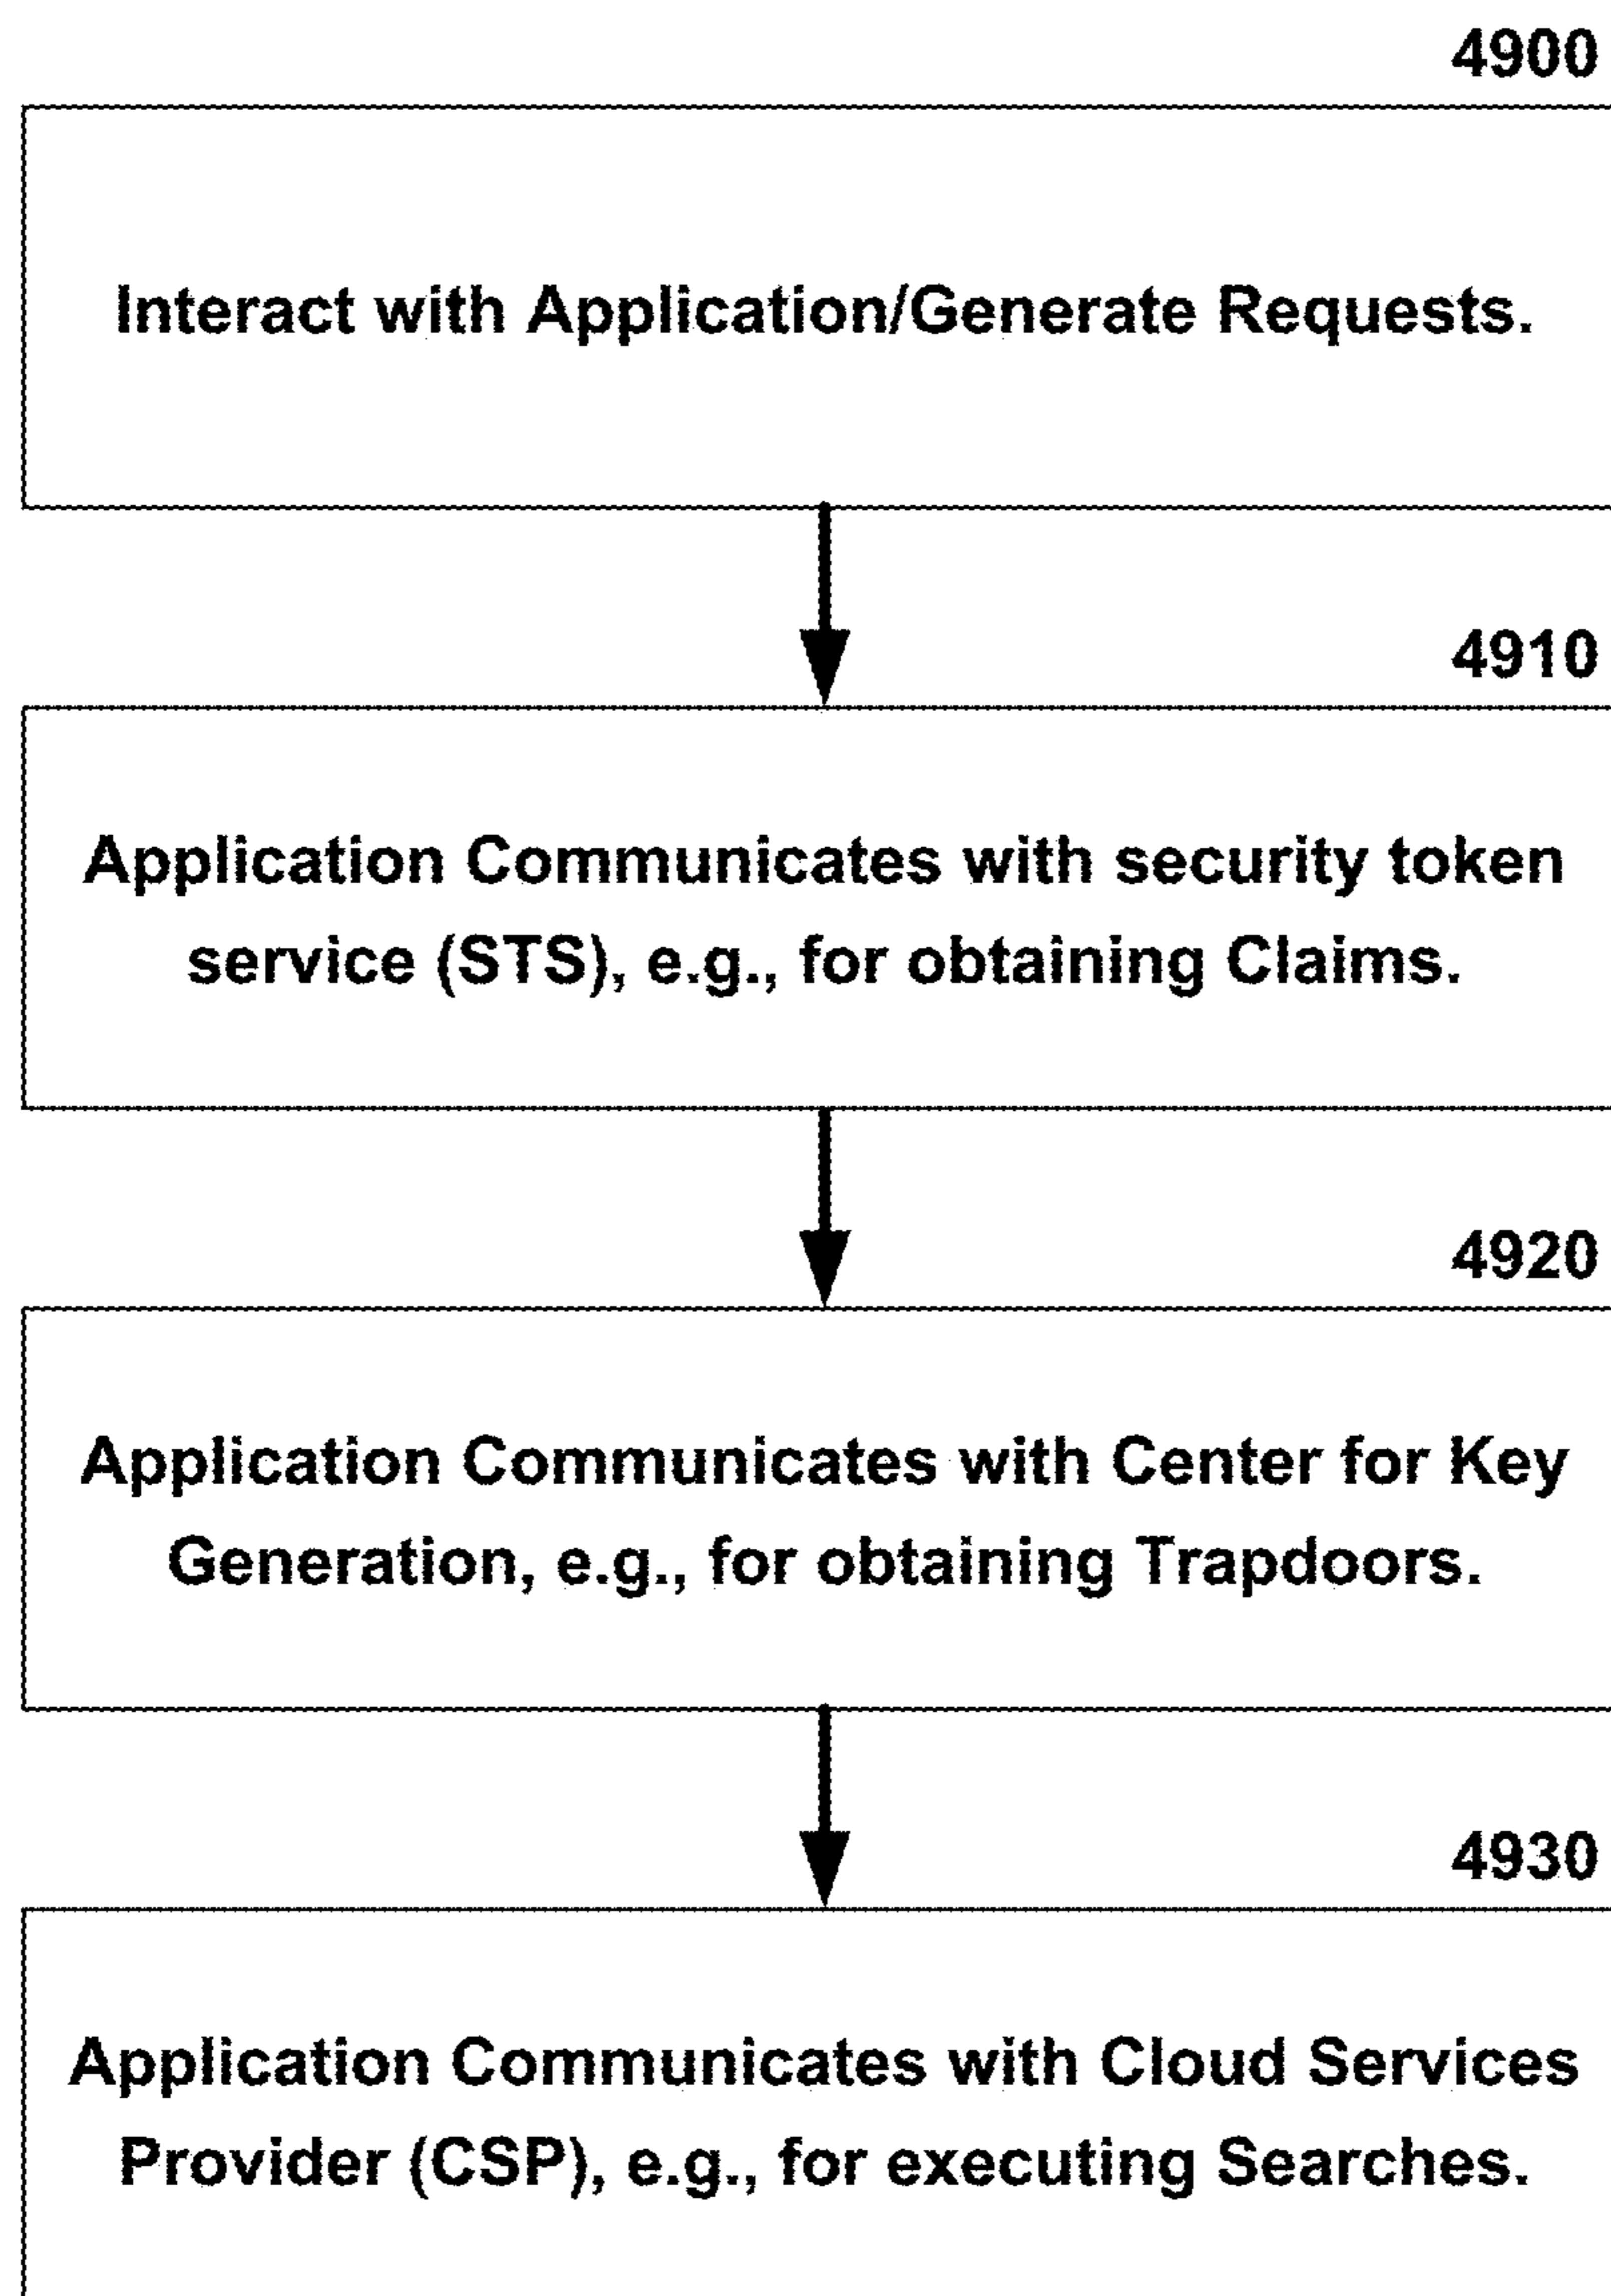 4900
Interact with Application/Generate Requests.
4910
Application Communicates with security token
service (STS), e.g., for obtaining Claims.
4920
Application Communicates with Center for Key
Generation, e.g., for obtaining Trapdoors.
4930
Application Communicates with Cloud Services
Provider (CSP), e.g., for executing Searches.